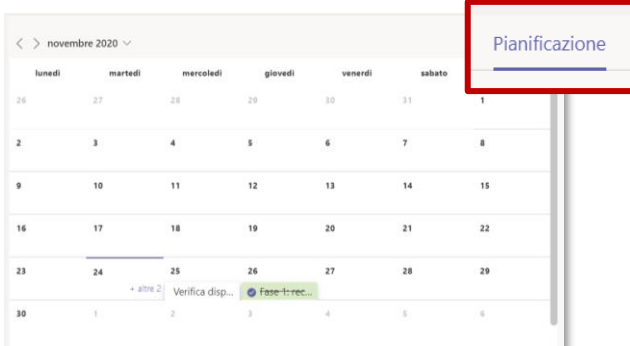 Pianificazione
novembre 2020
lunedì martedì mercoledì giovedì venerdì sabato
26 27 28 29 30 31 1
2 3 4 5 6 7 8
9 10 11 12 13 14 15
16 17 18 19 20 21 22
23 24 25 26 27 28 29
+ altre 2 Verifica disp... Fase 1: rec...
30 1 2 3 4 5 6